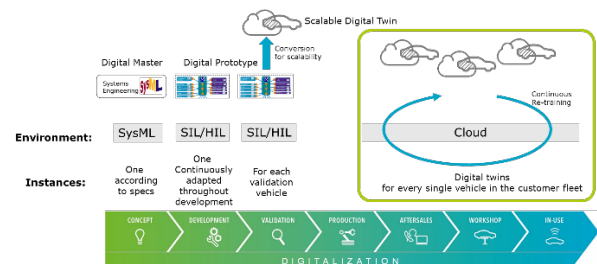 Scalable Digital Twin
Conversion
for scalability
Digital Master
Digital Prototype
Systems
Engineering
SysML
Continuous
Re-training
Environment:
SysML
SIL/HIL
SIL/HIL
Cloud
Instances:
One
according
to specs
One
Continuously
adapted
throughout
development
For each
validation
vehicle
Digital twins
for every single vehicle in the customer fleet
CONCEPT
DEVELOPMENT
VALIDATION
PRODUCTION
AFTERSALES
WORKSHOP
IN-USE
DIGITALIZATION